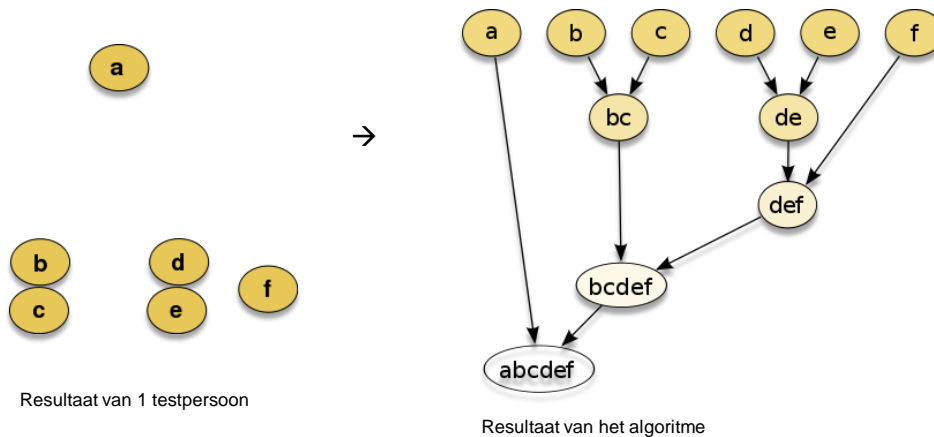 a
b
c
d
e
f
Resultaat van 1 testpersoon
→
a b c d e f
bc de
def
bcdef
abcdef
Resultaat van het algoritme